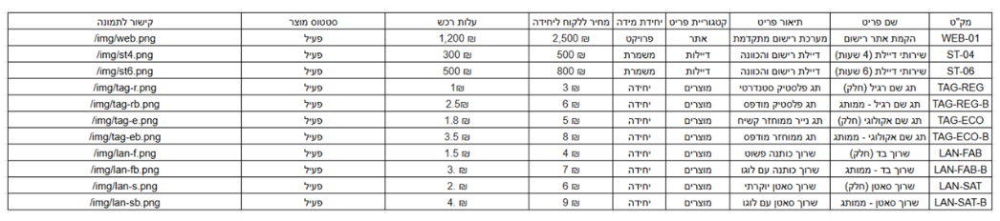 מק"ט שם פריט תיאור פריט קטגוריית פריט יחידת מידה מחיר ללקוח ליחידה עלות רכש סטטוס מוצר קישור לתמונה
WEB-01 הקמת אתר רישום מערכת רישום מתקדמת אתר פרויקט 2,500 ₪ 1,200 ₪ פעיל /img/web.png
ST-04 שירותי דיילת (4 שעות) דיילת רישום והכוונה דיילות משמרת 500 ₪ 300 ₪ פעיל /img/st4.png
ST-06 שירותי דיילת (6 שעות) דיילת רישום והכוונה דיילות משמרת 800 ₪ 500 ₪ פעיל /img/st6.png
TAG-REG תג שם רגיל (חלק) תג פלסטיק סטנדרטי מוצרים יחידה 3 ₪ 1₪ פעיל /img/tag-r.png
TAG-REG-B תג שם רגיל - ממותג תג פלסטיק מודפס מוצרים יחידה 6 ₪ 2.5₪ פעיל /img/tag-rb.png
TAG-ECO תג שם אקולוגי (חלק) תג נייר ממוחזר קשיח מוצרים יחידה 5 ₪ 1.8 ₪ פעיל /img/tag-e.png
TAG-ECO-B תג שם אקולוגי - ממותג תג ממוחזר מודפס מוצרים יחידה 8 ₪ 3.5 ₪ פעיל /img/tag-eb.png
LAN-FAB שרוך בד (חלק) שרוך כותנה פשוט מוצרים יחידה 4 ₪ 1.5 ₪ פעיל /img/lan-f.png
LAN-FAB-B שרוך בד - ממותג שרוך כותנה עם לוגו מוצרים יחידה 7 ₪ 3. ₪ פעיל /img/lan-fb.png
LAN-SAT שרוך סאטן (חלק) שרוך סאטן יוקרתי מוצרים יחידה 6 ₪ 2. ₪ פעיל /img/lan-s.png
LAN-SAT-B שרוך סאטן - ממותג שרוך סאטן עם לוגו מוצרים יחידה 9 ₪ 4. ₪ פעיל /img/lan-sb.png